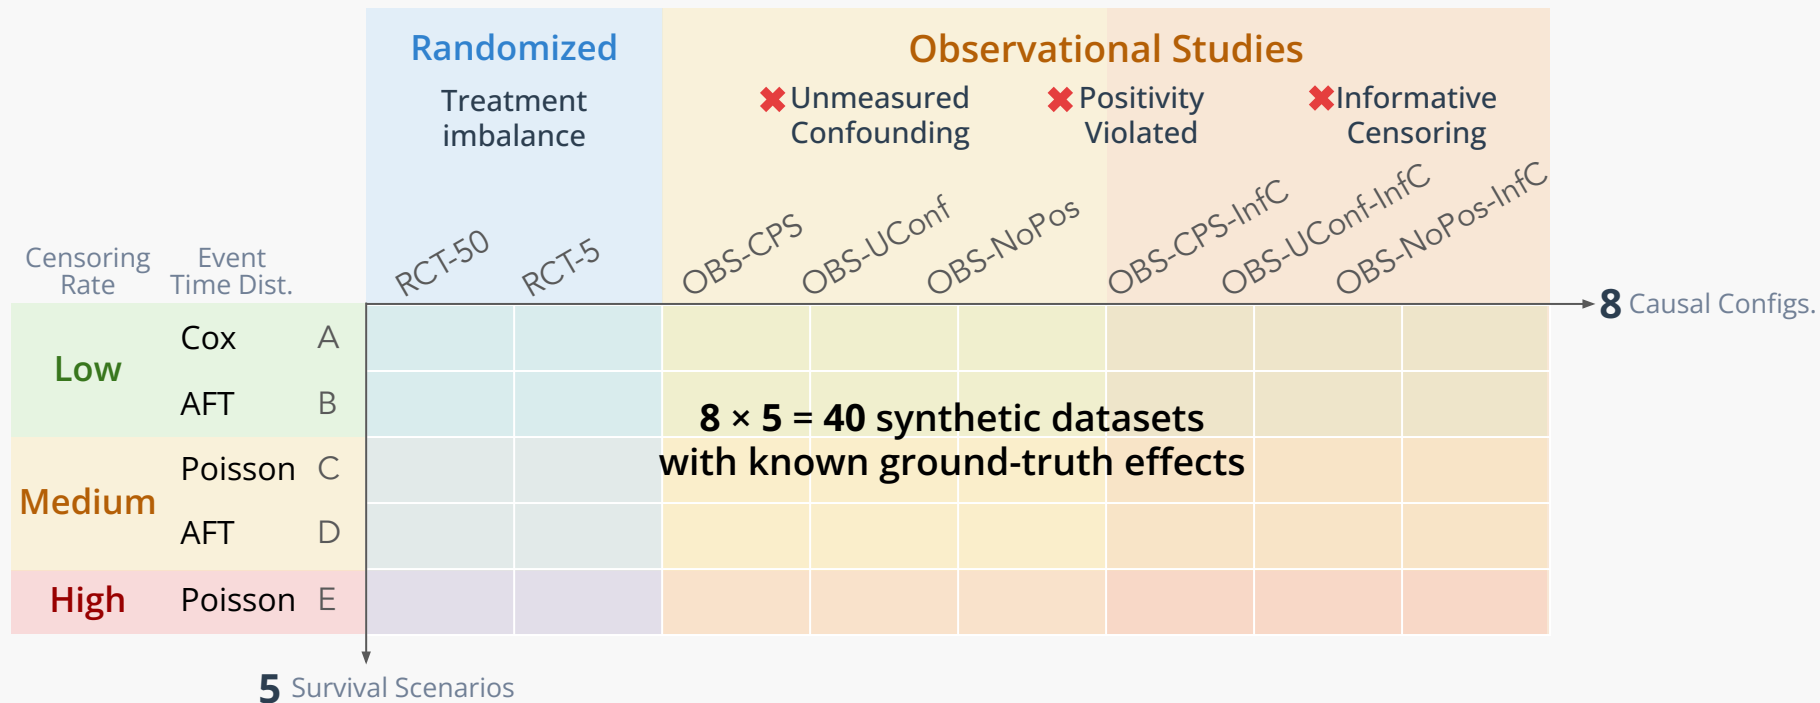 Randomized
Observational Studies
Treatment
imbalance
Unmeasured
Confounding
Positivity
Violated
Informative
Censoring
RCT-50
RCT-5
OBS-CPS
OBS-UConf
OBS-NoPos
OBS-CPS-InfC
OBS-UConf-InfC
OBS-NoPos-InfC
Censoring
Rate
Event
Time Dist.
8 Causal Configs.
Low
Cox A
AFT B
Medium
Poisson C
AFT D
High
Poisson E
8 × 5 = 40 synthetic datasets
with known ground-truth effects
5 Survival Scenarios